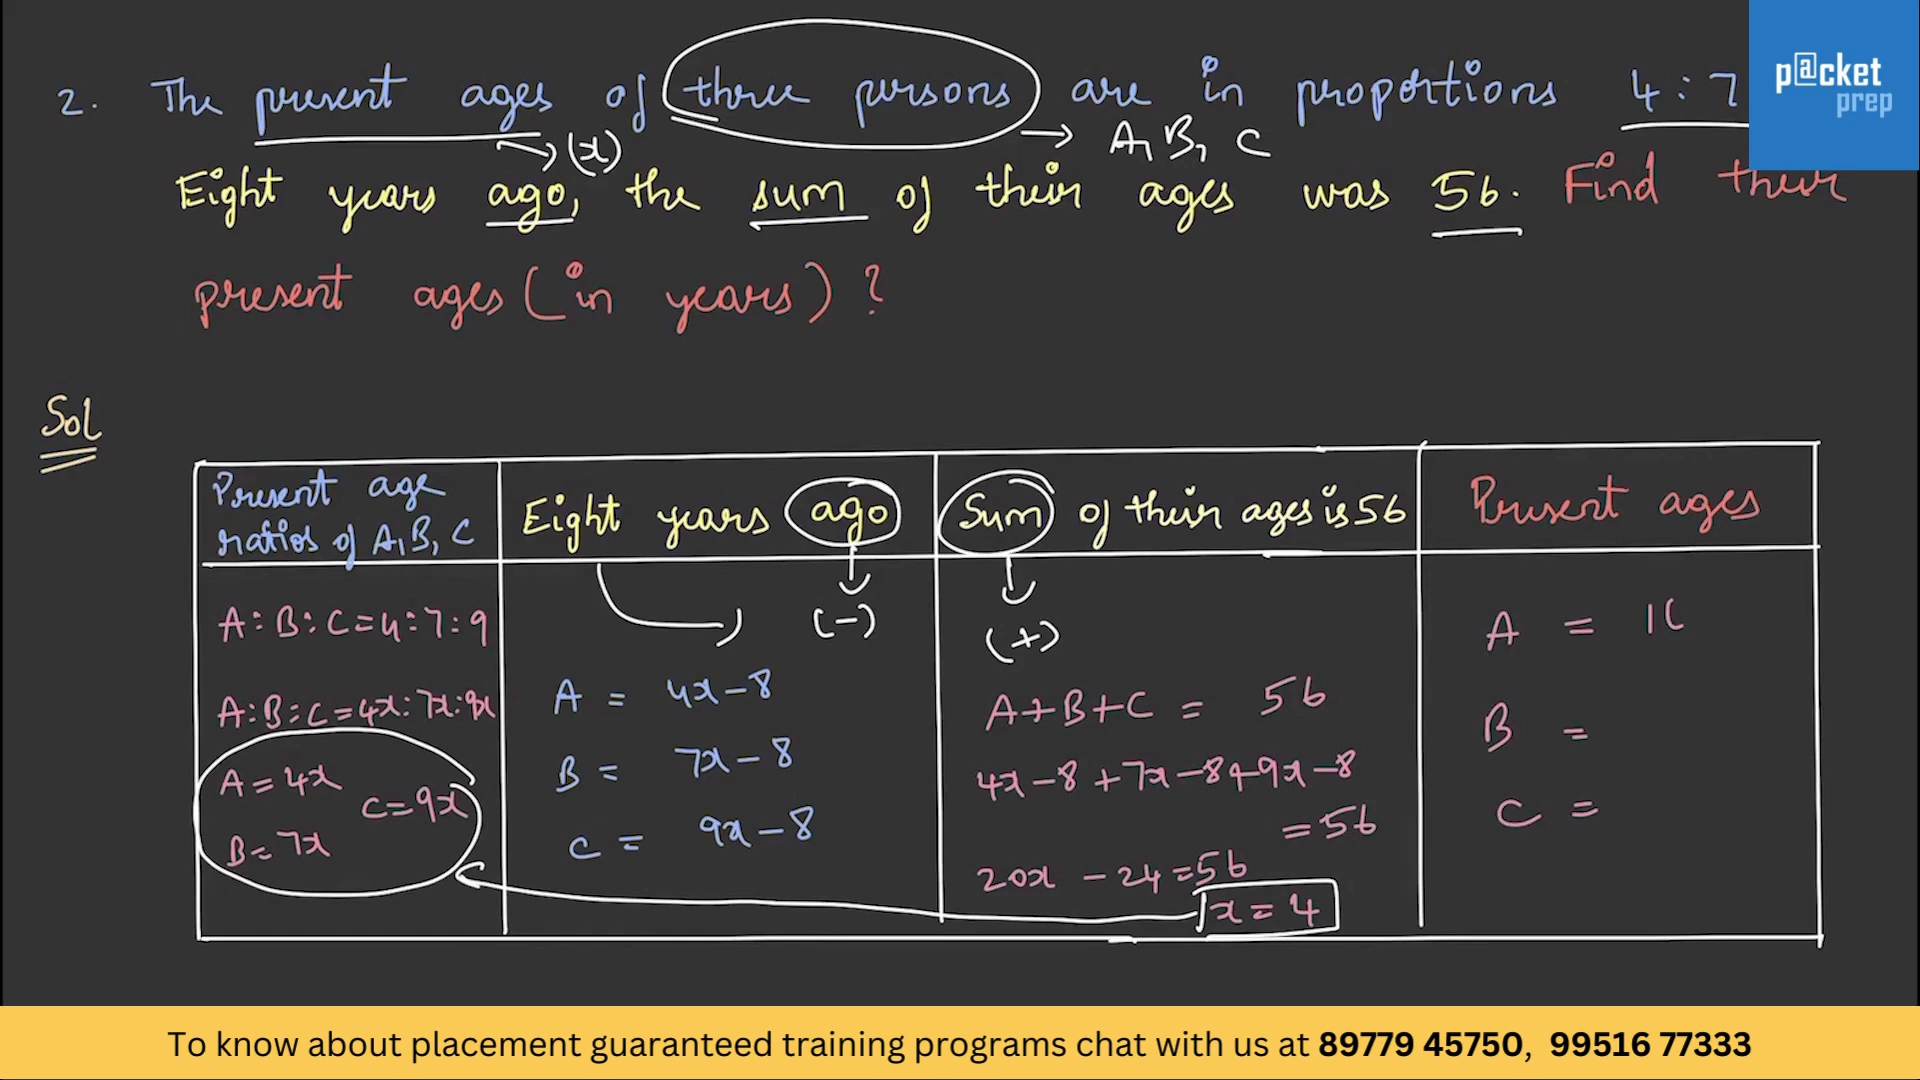 2. The present ages of three persons are in proportions 4:7
→(x) → A, B, C
Eight years ago, the sum of their ages was 56. Find their
present ages (in years)?
p@cket
prep
Sol
Present age
ratios of A, B, C
Eight years ago
Sum of their ages is 56
Present ages
A:B:C=4:7:9
A:B:C=4x:7x:9x
A=4x
C=9x
B=7x
(-)
A = 4x-8
B = 7x-8
C = 9x-8
(+)
A+B+C = 56
4x-8+7x-8+9x-8
=56
20x -24=56
x=4
A = 1
B =
C =
To know about placement guaranteed training programs chat with us at 89779 45750, 99516 77333